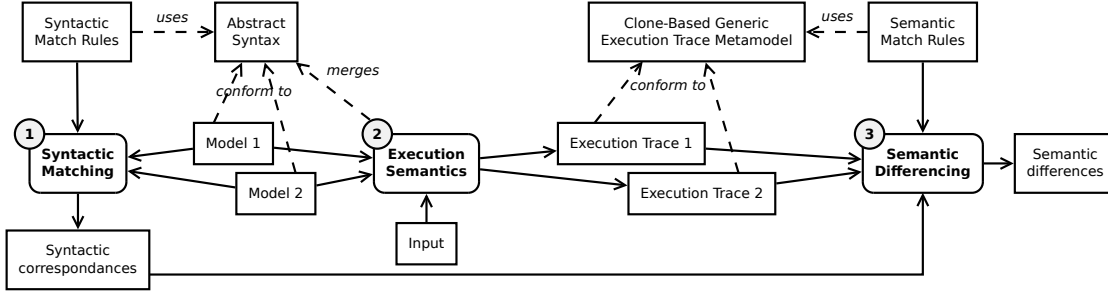 Syntactic
Match Rules
uses
Abstract
Syntax
merges
Clone-Based Generic
Execution Trace Metamodel
uses
Semantic
Match Rules
conform to
conform to
1
Syntactic
Matching
Model 1
Model 2
2
Execution
Semantics
Execution Trace 1
Execution Trace 2
3
Semantic
Differencing
Semantic
differences
Syntactic
correspondances
Input